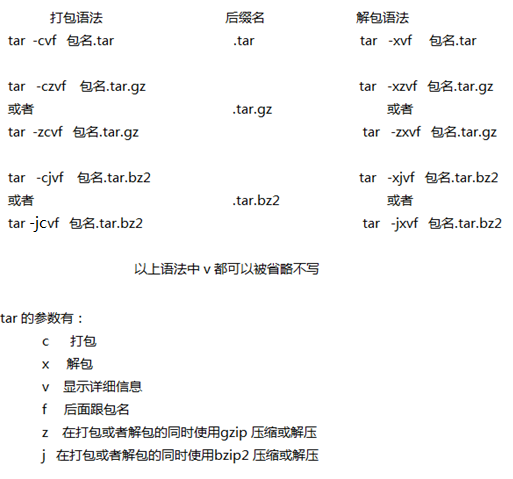 打包语法 后缀名 解包语法
tar -cvf 包名.tar .tar tar -xvf 包名.tar
tar -czvf 包名.tar.gz tar -xzvf 包名.tar.gz
或者 .tar.gz 或者
tar -zcvf 包名.tar.gz tar -zxvf 包名.tar.gz
tar -cjvf 包名.tar.bz2 tar -xjvf 包名.tar.bz2
或者 .tar.bz2 或者
tar -jcvf 包名.tar.bz2 tar -jxvf 包名.tar.bz2
以上语法中 v 都可以被省略不写
tar 的参数有：
c 打包
x 解包
v 显示详细信息
f 后面跟包名
z 在打包或者解包的同时使用gzip 压缩或解压
j 在打包或者解包的同时使用bzip2 压缩或解压